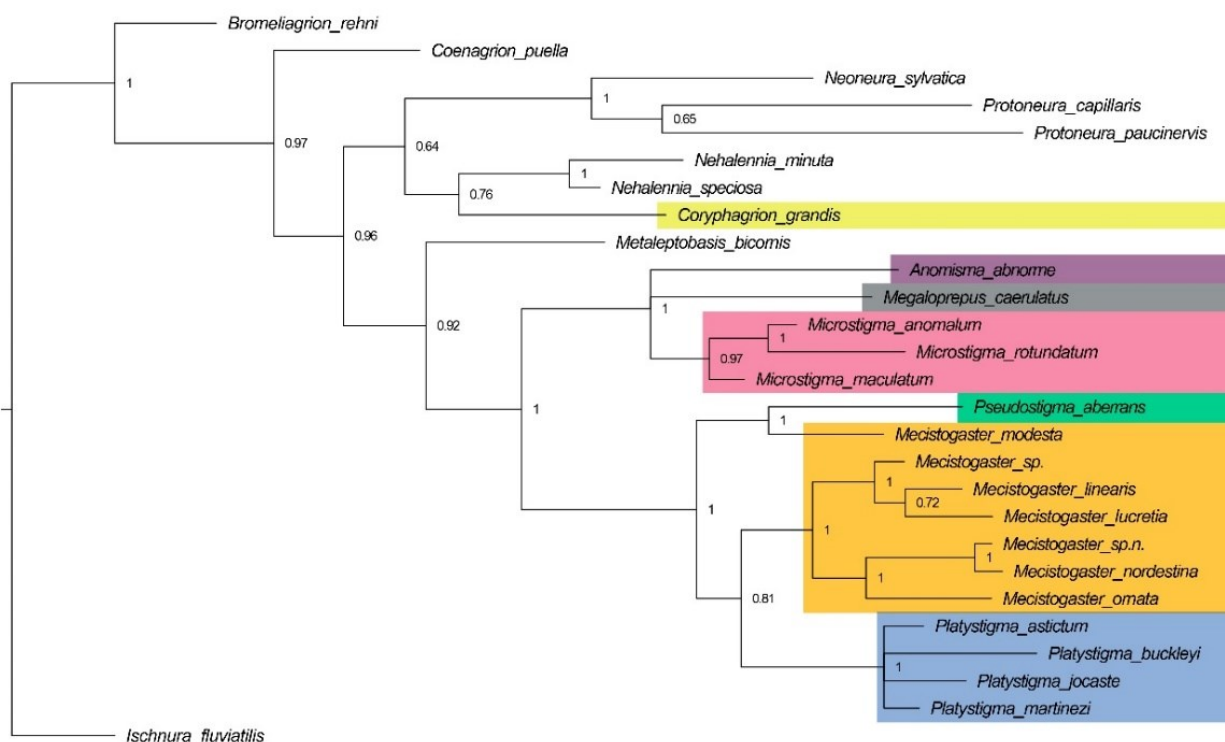 Bromeliagrion_rehni
Coenagrion_puella
1
Neoneura_sylvatica
1
Protoneura_capillaris
0.65
Protoneura_paucinervis
0.97
0.64
Nehalennia_minuta
1
Nehalennia_speciosa
0.76
Coryphagrion_grandis
0.96
Metaleptobasis_bicornis
Anomisma_abnorme
Megaloprepus_caerulatus
1
Microstigma_anomalum
1
0.92
Microstigma_rotundatum
0.97
Microstigma_maculatum
1
Pseudostigma_aberrans
1
Mecistogaster_modesta
Mecistogaster_sp.
1
Mecistogaster_linearis
0.72
1
Mecistogaster_lucretia
1
Mecistogaster_sp.n.
1
Mecistogaster_nordestina
1
0.81
Mecistogaster_ornata
Platystigma_astictum
Platystigma_buckleyi
1
Platystigma_jocaste
Platystigma_martinezi
Ischnura_fluviatilis